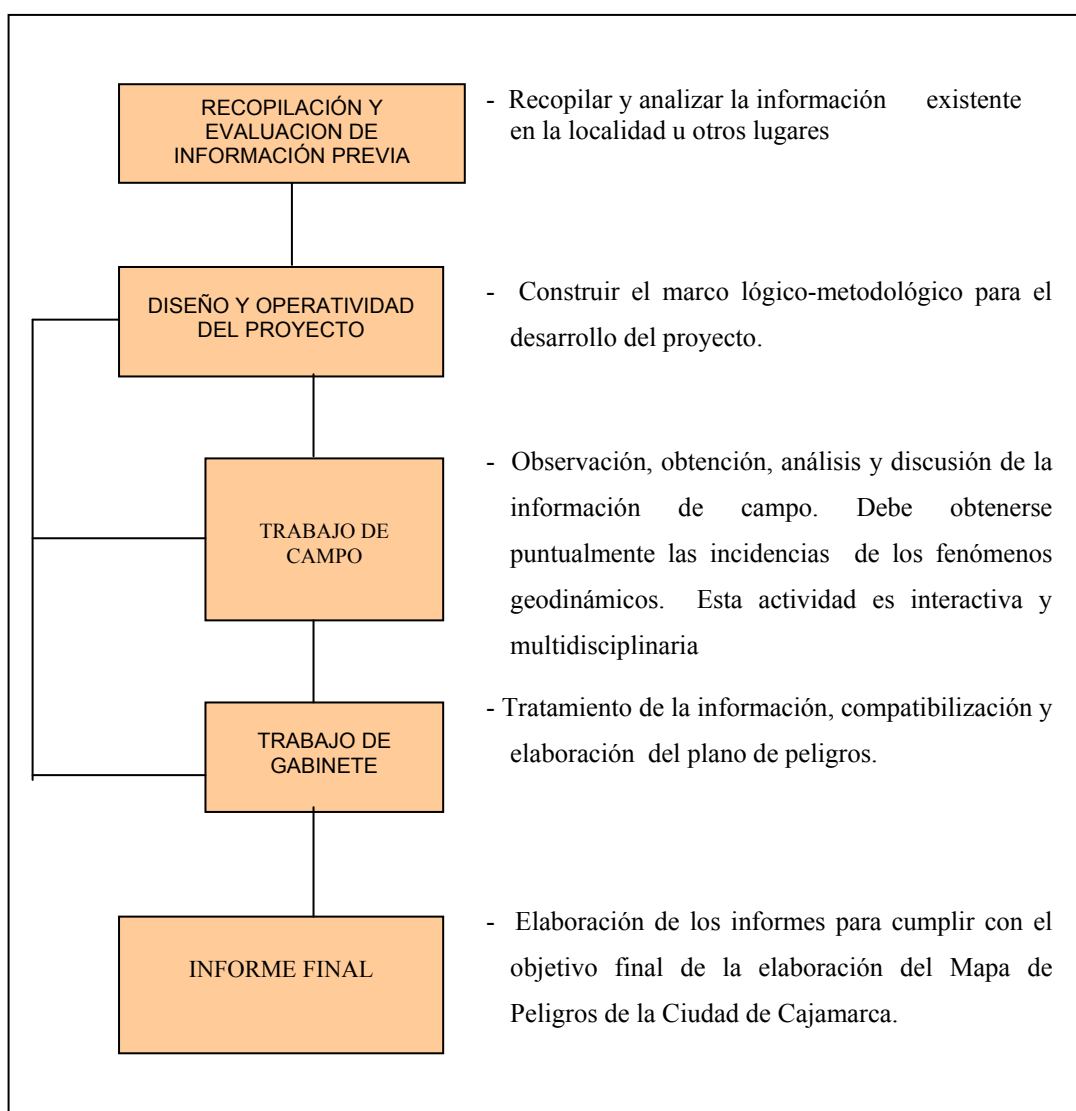 RECOPILACIÓN Y
EVALUACION DE
INFORMACIÓN PREVIA
- Recopilar y analizar la información existente
en la localidad u otros lugares
DISEÑO Y OPERATIVIDAD
DEL PROYECTO
- Construir el marco lógico-metodológico para el
desarrollo del proyecto.
TRABAJO DE
CAMPO
- Observación, obtención, análisis y discusión de la
información de campo. Debe obtenerse
puntualmente las incidencias de los fenómenos
geodinámicos. Esta actividad es interactiva y
multidisciplinaria
TRABAJO DE
GABINETE
- Tratamiento de la información, compatibilización y
elaboración del plano de peligros.
INFORME FINAL
- Elaboración de los informes para cumplir con el
objetivo final de la elaboración del Mapa de
Peligros de la Ciudad de Cajamarca.